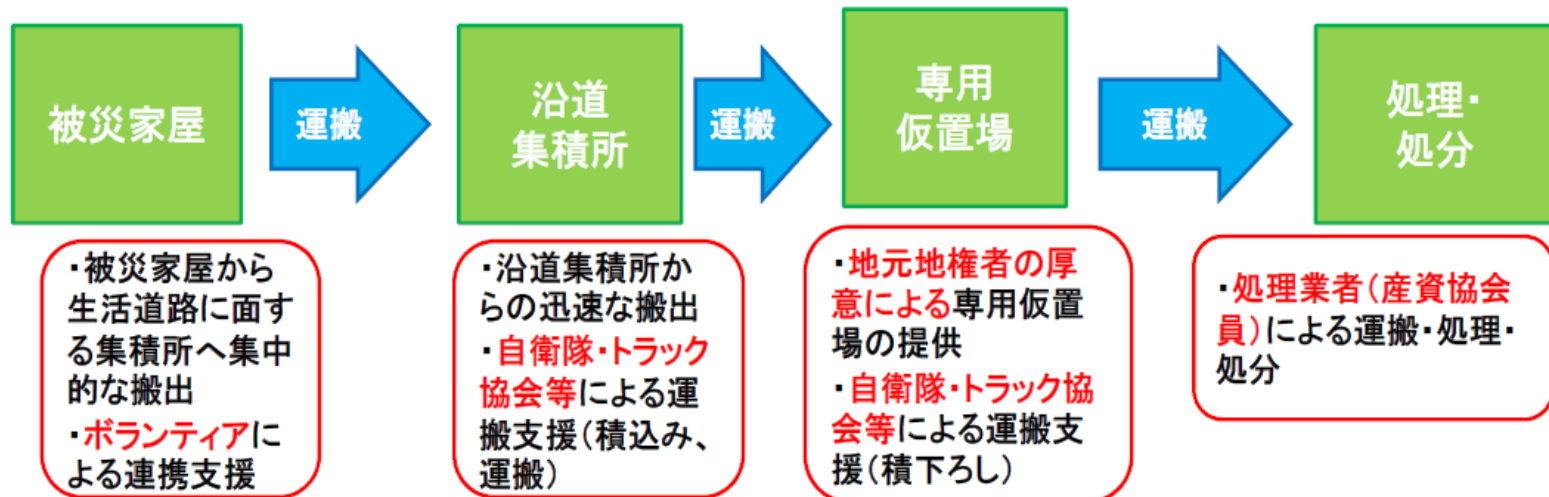 被災家屋
運搬
沿道
集積所
運搬
専用
仮置場
運搬
処理・
処分
・被災家屋から
生活道路に面す
る集積所へ集中
的な搬出
・ボランティアに
よる連携支援
・沿道集積所か
らの迅速な搬出
・自衛隊・トラック
協会等による運
搬支援(積込み、
運搬)
・地元地権者の厚
意による専用仮置
場の提供
・自衛隊・トラック協
会等による運搬支
援(積下ろし)
・処理業者(産資協会
員)による運搬・処理・
処分